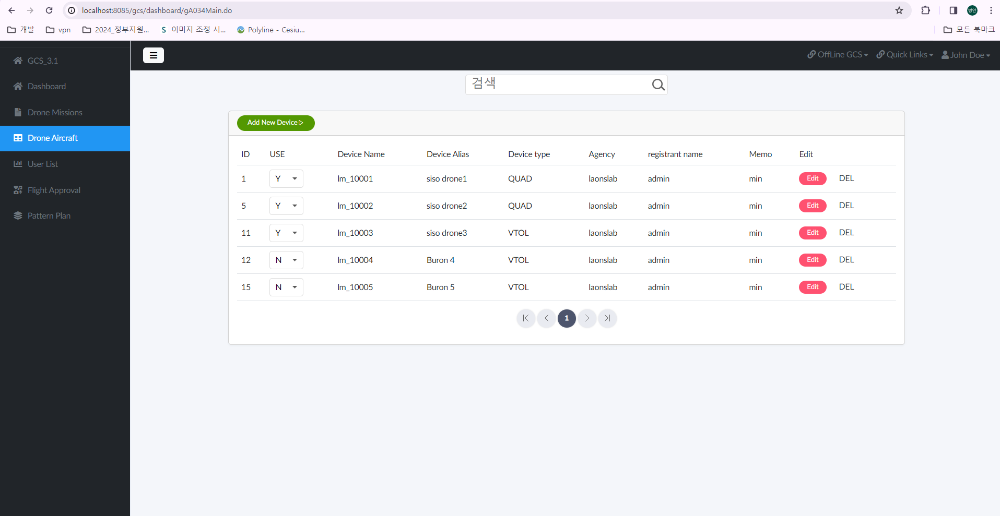 localhost:8085/gcs/dashboard/gA034Main.do 병안
개발 vpn 2024_정부지원... S 이미지 조정 시... Polyline - Cesiu... 모든 북마크
GCS_3.1
Dashboard
Drone Missions
Drone Aircraft
User List
Flight Approval
Pattern Plan
OffLine GCS Quick Links John Doe
검색
Add New Device
ID USE Device Name Device Alias Device type Agency registrant name Memo Edit
1 Y lm_10001 siso drone1 QUAD laonslab admin min Edit DEL
5 Y lm_10002 siso drone2 QUAD laonslab admin min Edit DEL
11 Y lm_10003 siso drone3 VTOL laonslab admin min Edit DEL
12 N lm_10004 Buron 4 VTOL laonslab admin min Edit DEL
15 N lm_10005 Buron 5 VTOL laonslab admin min Edit DEL
1